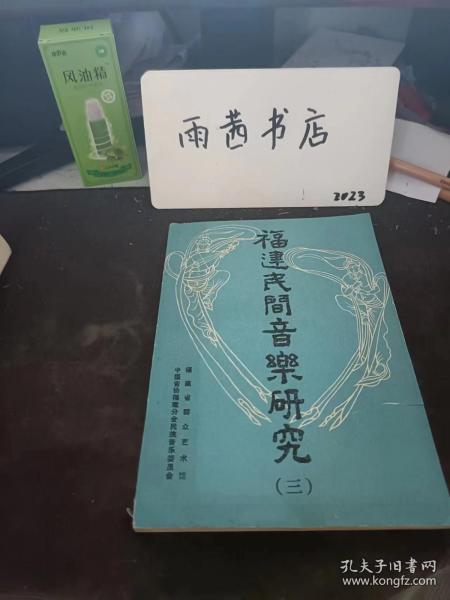 风油精
雨茜书店
2023
福建民間音樂研究
（三）
福建省群众艺术馆
中国音协福建分会民族音乐委员会
孔夫子旧书网
www.kongfz.com